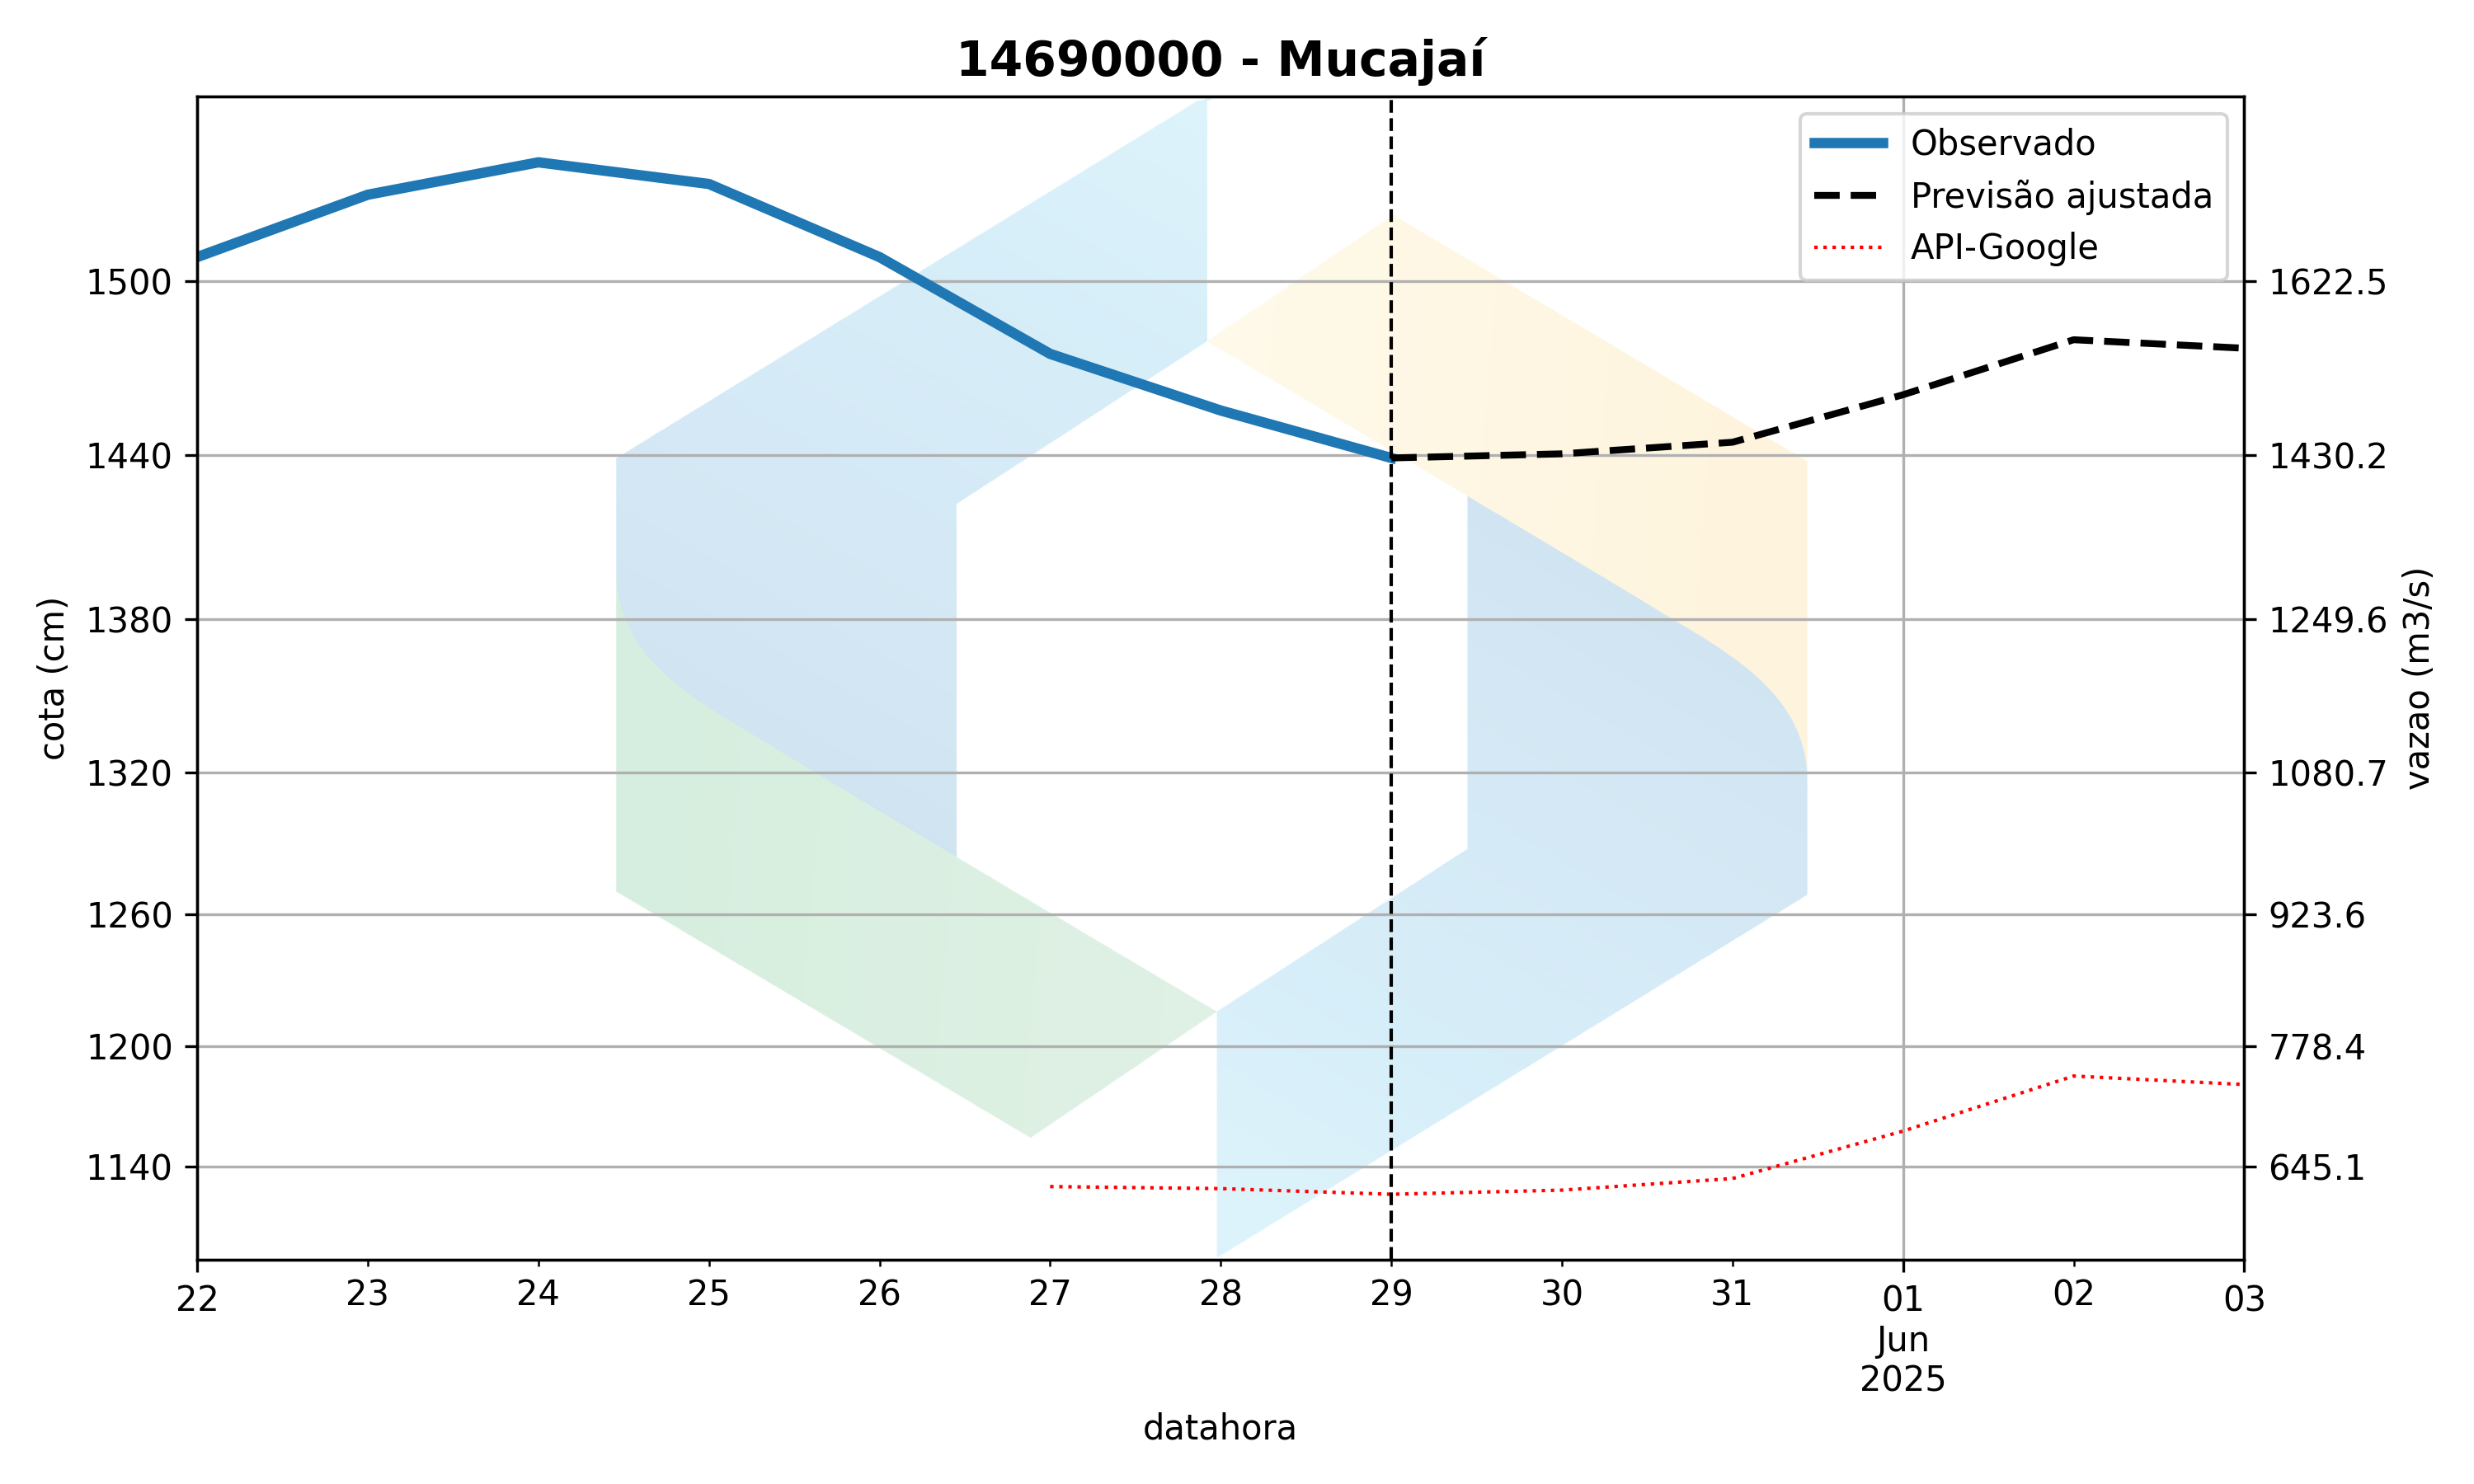 14690000 - Mucajaí
Observado
Previsão ajustada
API-Google
1500
1440
1380
1320
1260
1200
1140
cota (cm)
1622.5
1430.2
1249.6
1080.7
923.6
778.4
645.1
vazao (m3/s)
22 23 24 25 26 27 28 29 30 31 01 02 03
Jun
2025
datahora